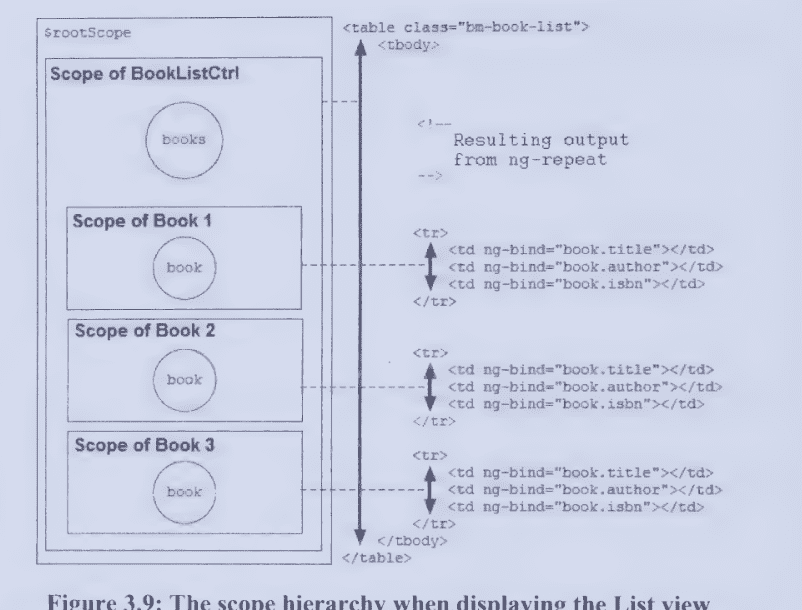 $rootScope
Scope of BookListCtrl
books
Scope of Book 1
book
Scope of Book 2
book
Scope of Book 3
book
<table class="bm-book-list">
<tbody>
<!--
Resulting output
from ng-repeat
-->
<tr>
<td ng-bind="book.title"></td>
<td ng-bind="book.author"></td>
<td ng-bind="book.isbn"></td>
</tr>
<tr>
<td ng-bind="book.title"></td>
<td ng-bind="book.author"></td>
<td ng-bind="book.isbn"></td>
</tr>
<tr>
<td ng-bind="book.title"></td>
<td ng-bind="book.author"></td>
<td ng-bind="book.isbn"></td>
</tr>
</tbody>
</table>
Figure 3.9: The scope hierarchy when displaying the List view